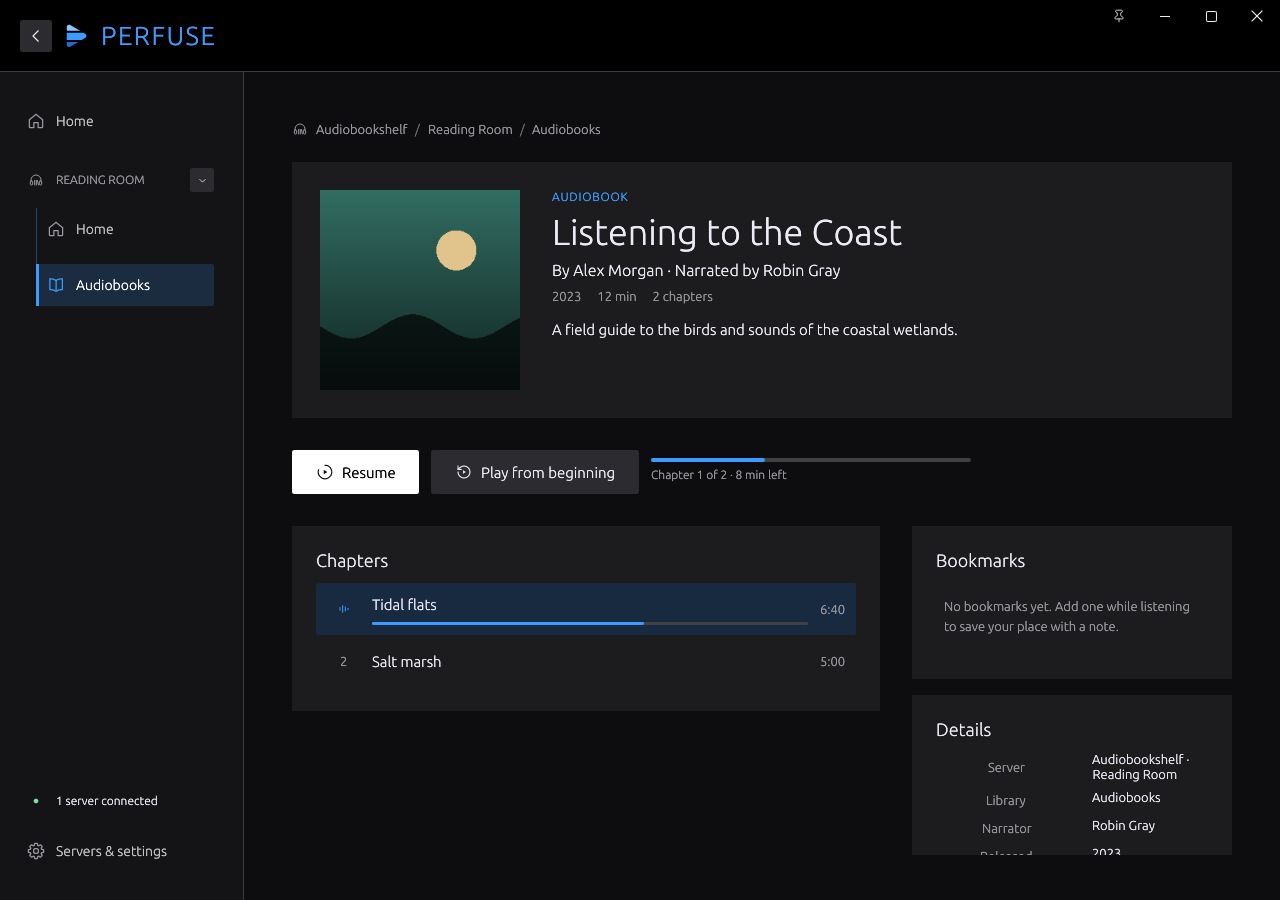 PERFUSE
Home
READING ROOM
Home
Audiobooks
1 server connected
Servers & settings
Audiobookshelf / Reading Room / Audiobooks
AUDIOBOOK
Listening to the Coast
By Alex Morgan · Narrated by Robin Gray
2023 12 min 2 chapters
A field guide to the birds and sounds of the coastal wetlands.
Resume
Play from beginning
Chapter 1 of 2 · 8 min left
Chapters
Tidal flats 6:40
2 Salt marsh 5:00
Bookmarks
No bookmarks yet. Add one while listening
to save your place with a note.
Details
Server Audiobookshelf ·
Reading Room
Library Audiobooks
Narrator Robin Gray
Released 2023